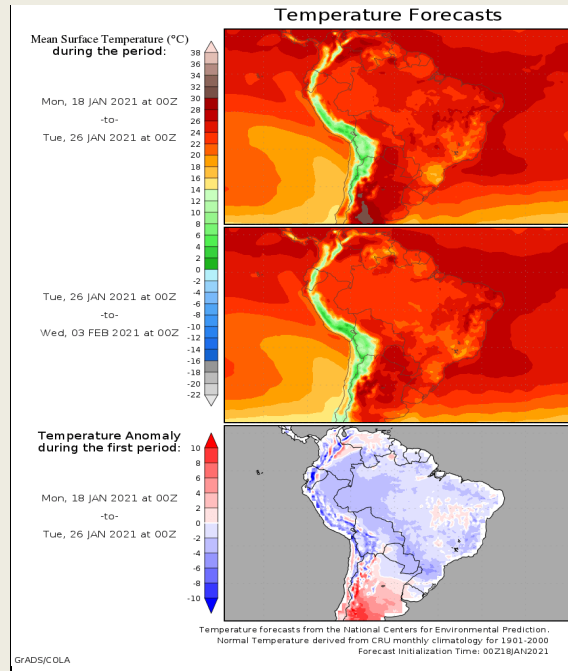 Temperature Forecasts
Mean Surface Temperature (°C)
during the period:
Mon, 18 JAN 2021 at 00Z
-to-
Tue, 26 JAN 2021 at 00Z
38
36
34
32
30
28
26
24
22
20
18
16
14
12
10
8
6
4
2
0
-2
-4
-6
-8
-10
-12
-14
-16
-18
-20
-22
Tue, 26 JAN 2021 at 00Z
-to-
Wed, 03 FEB 2021 at 00Z
Temperature Anomaly
during the first period:
Mon, 18 JAN 2021 at 00Z
-to-
Tue, 26 JAN 2021 at 00Z
10
8
6
4
2
0
-2
-4
-6
-8
-10
Temperature forecasts from the National Centers for Environmental Prediction.
Normal Temperature derived from CRU monthly climatology for 1901-2000
Forecast Initialization Time: 00Z18JAN2021
GrADS/COLA